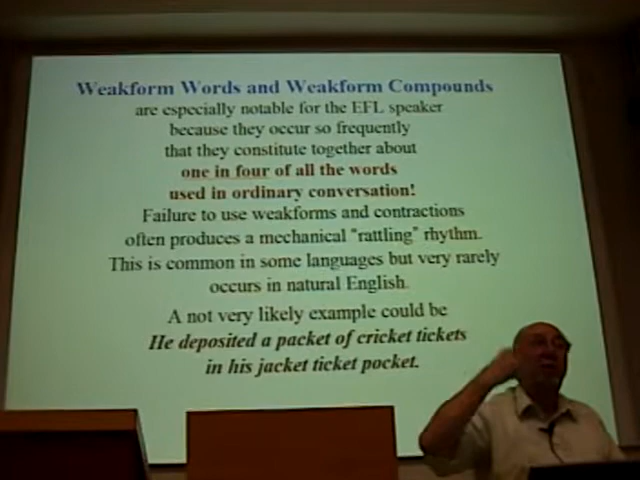 Weakform Words and Weakform Compounds
are especially notable for the EFL speaker
because they occur so frequently
that they constitute together about
one in four of all the words
used in ordinary conversation!
Failure to use weakforms and contractions
often produces a mechanical "rattling" rhythm.
This is common in some languages but very rarely
occurs in natural English.
A not very likely example could be
He deposited a packet of cricket tickets
in his jacket ticket pocket.